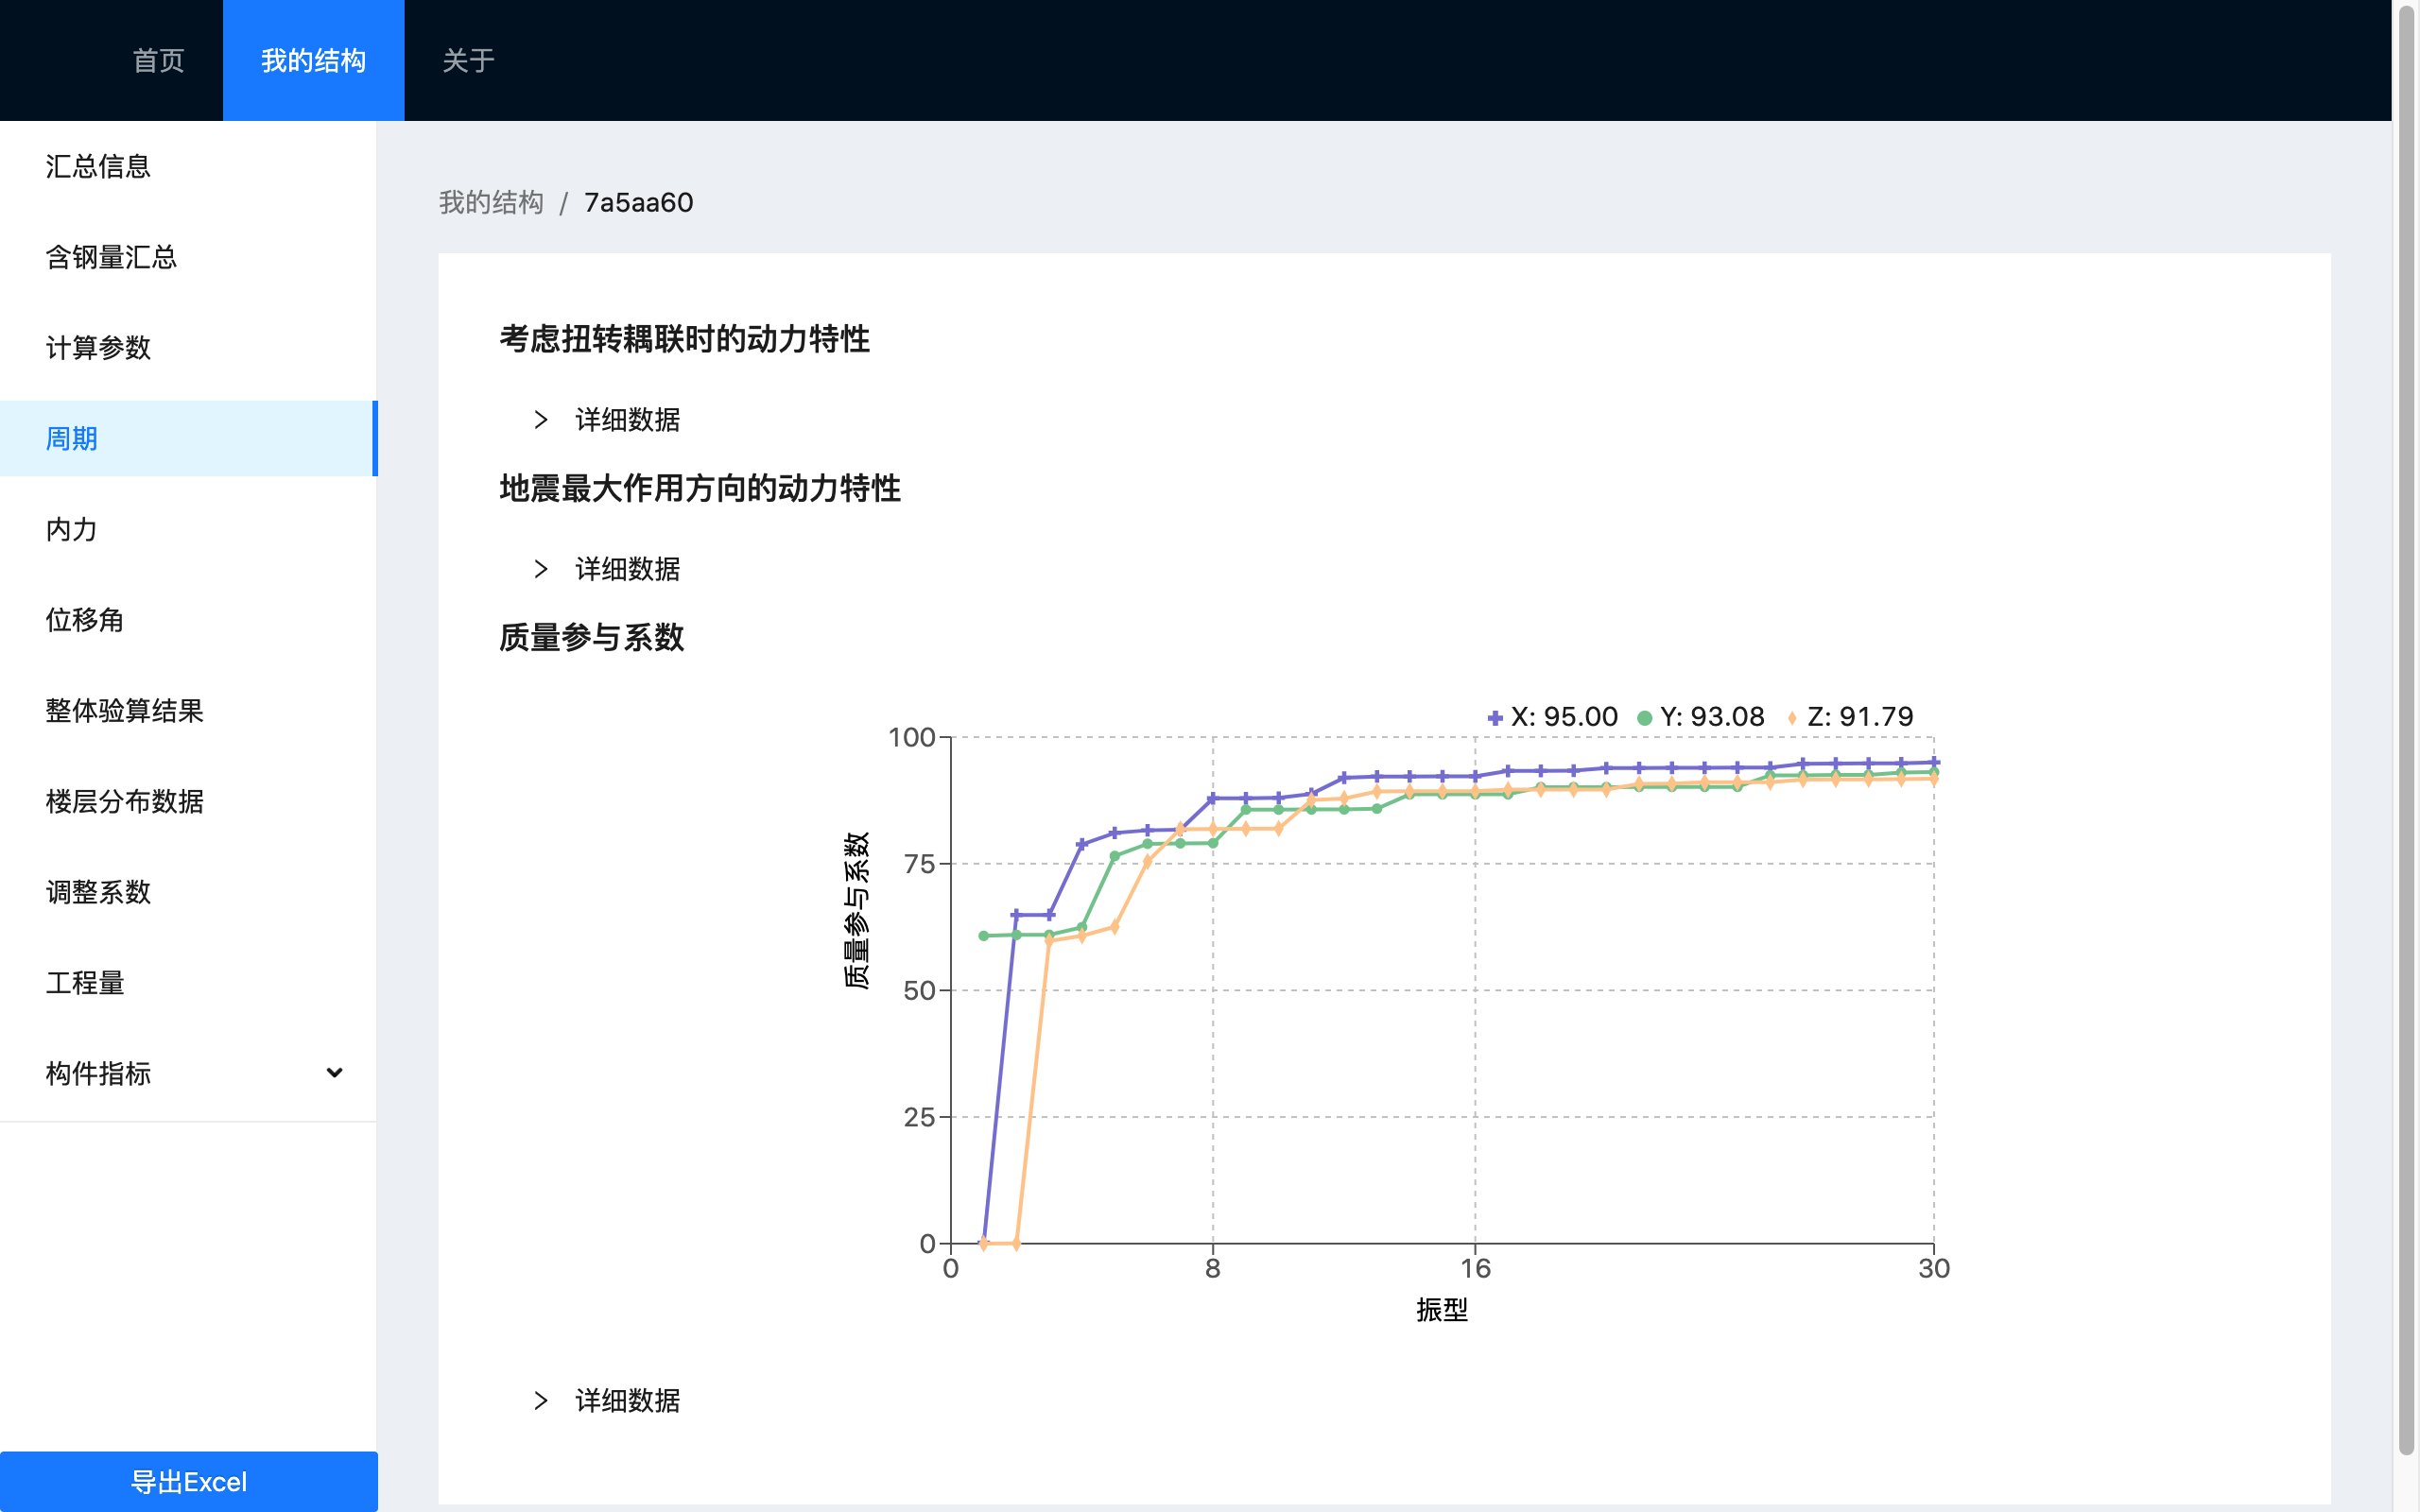 首页 我的结构 关于
汇总信息
含钢量汇总
计算参数
周期
内力
位移角
整体验算结果
楼层分布数据
调整系数
工程量
构件指标
导出Excel
我的结构 / 7a5aa60
考虑扭转耦联时的动力特性
详细数据
地震最大作用方向的动力特性
详细数据
质量参与系数
X: 95.00 Y: 93.08 Z: 91.79
100
75
50
25
0
质量参与系数
0 8 16 30
振型
详细数据